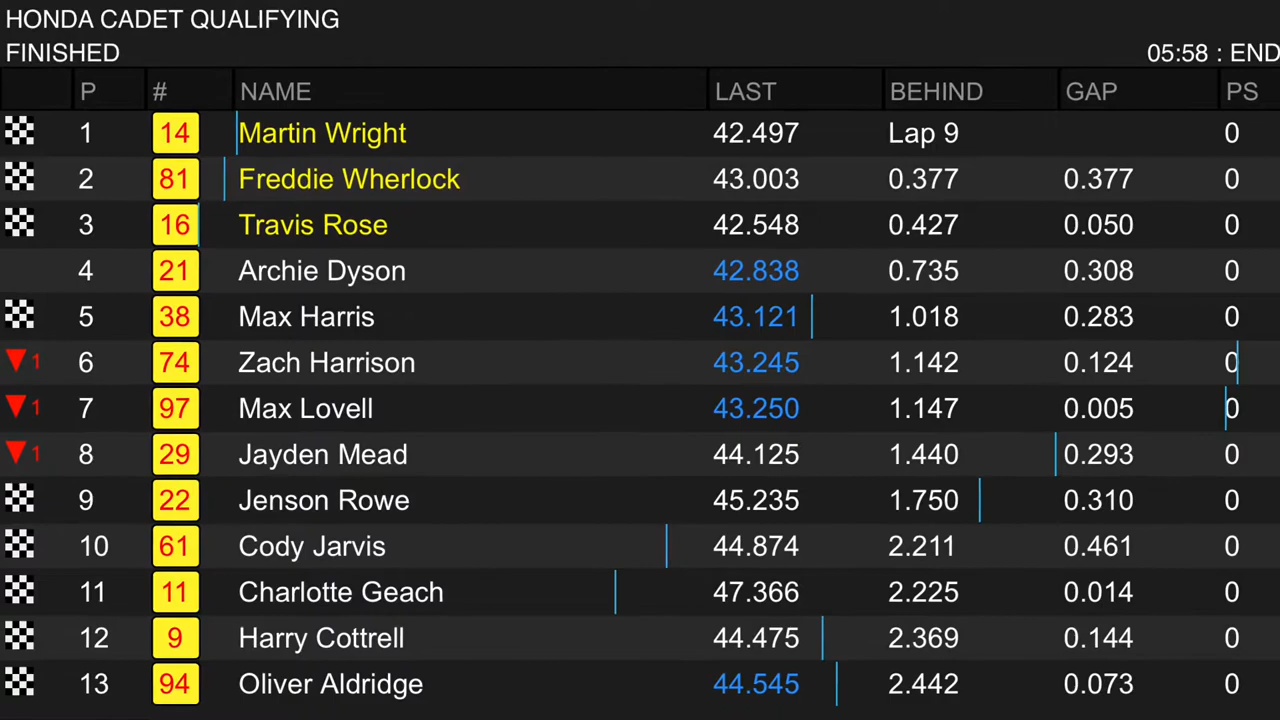 HONDA CADET QUALIFYING
FINISHED 05:58 : END
P # NAME LAST BEHIND GAP PS
1 14 Martin Wright 42.497 Lap 9 0
2 81 Freddie Wherlock 43.003 0.377 0.377 0
3 16 Travis Rose 42.548 0.427 0.050 0
4 21 Archie Dyson 42.838 0.735 0.308 0
5 38 Max Harris 43.121 1.018 0.283 0
1 6 74 Zach Harrison 43.245 1.142 0.124 0
1 7 97 Max Lovell 43.250 1.147 0.005 0
1 8 29 Jayden Mead 44.125 1.440 0.293 0
9 22 Jenson Rowe 45.235 1.750 0.310 0
10 61 Cody Jarvis 44.874 2.211 0.461 0
11 11 Charlotte Geach 47.366 2.225 0.014 0
12 9 Harry Cottrell 44.475 2.369 0.144 0
13 94 Oliver Aldridge 44.545 2.442 0.073 0